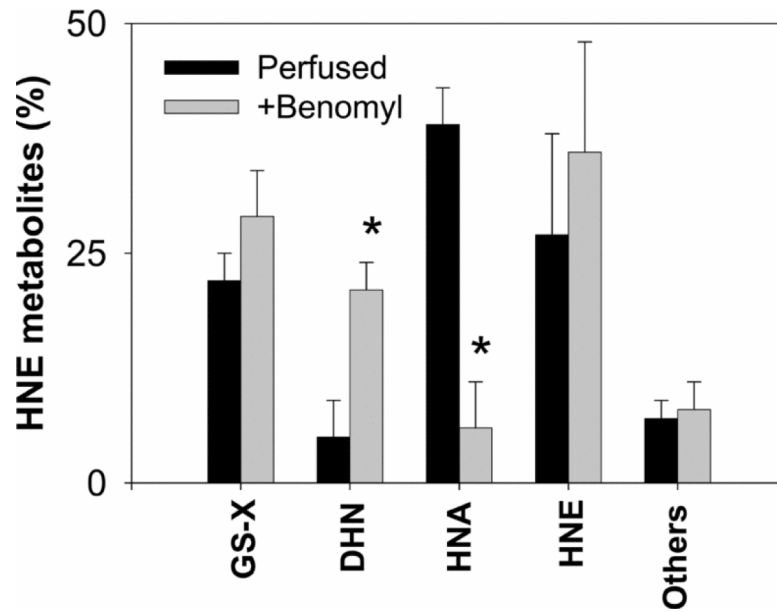 50
25
0
HNE metabolites (%)
Perfused
+Benomyl
*
*
GS-X
DHN
HNA
HNE
Others